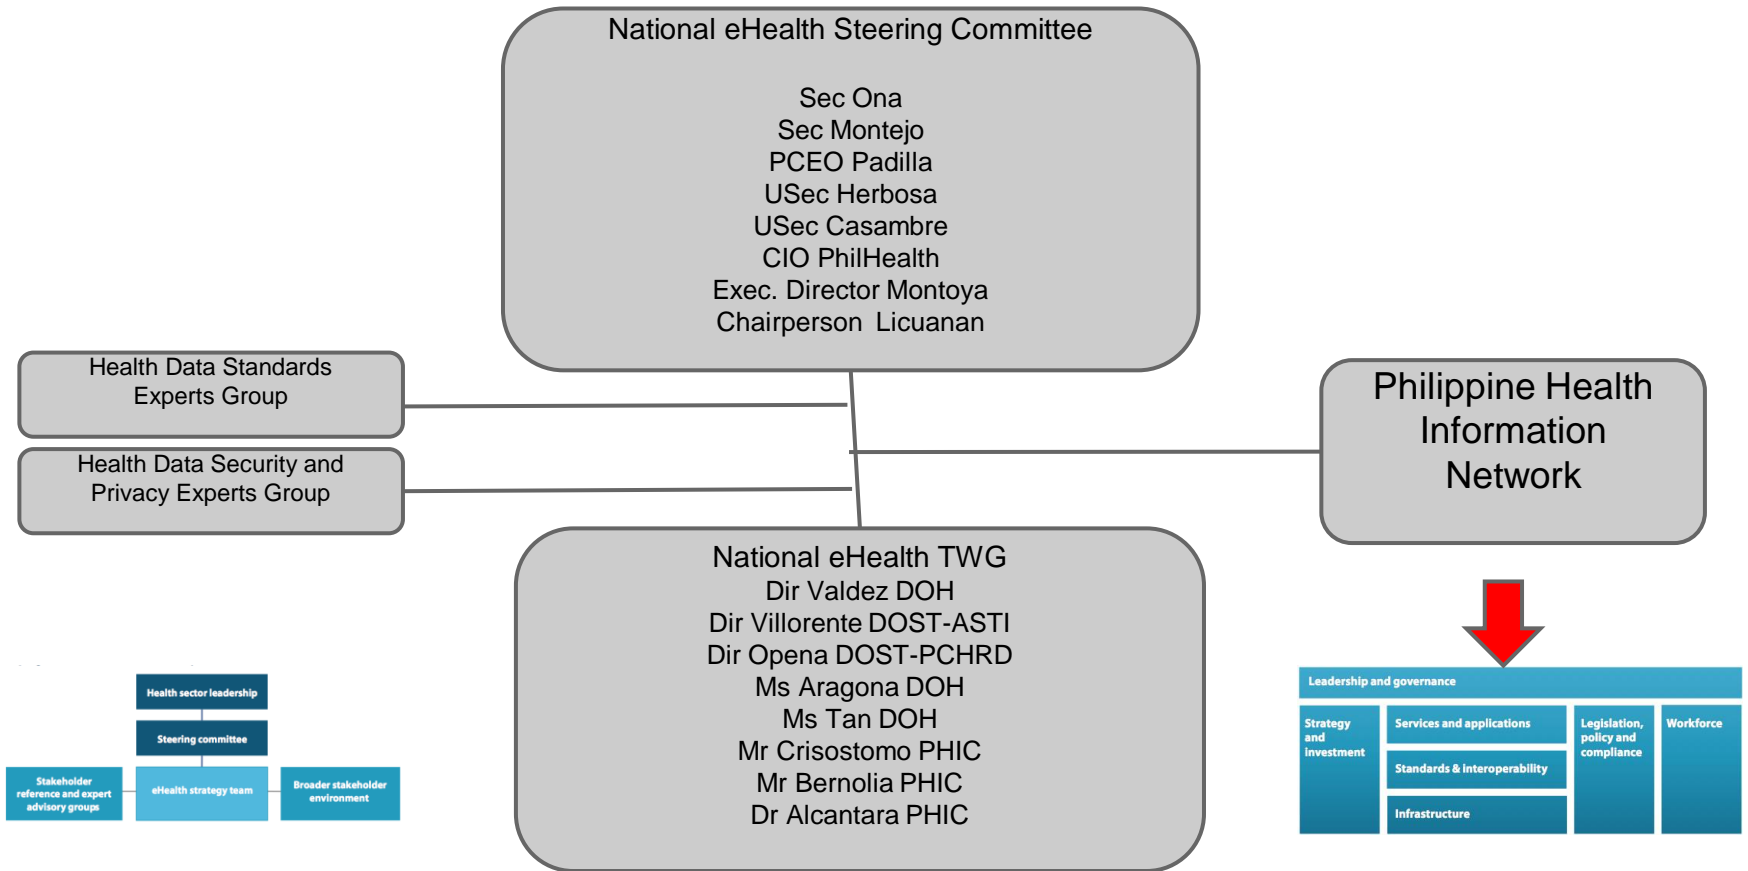 National eHealth Steering Committee
Sec Ona
Sec Montejo
PCEO Padilla
USec Herbosa
USec Casambre
CIO PhilHealth
Exec. Director Montoya
Chairperson Licuanan
Health Data Standards
Experts Group
Health Data Security and
Privacy Experts Group
Philippine Health
Information
Network
National eHealth TWG
Dir Valdez DOH
Dir Villorente DOST-ASTI
Dir Opena DOST-PCHRD
Ms Aragona DOH
Ms Tan DOH
Mr Crisostomo PHIC
Mr Bernolia PHIC
Dr Alcantara PHIC
Health sector leadership
Steering committee
Stakeholder
reference and expert
advisory groups
eHealth strategy team
Broader stakeholder
environment
Leadership and governance
Strategy
and
investment
Services and applications
Standards & interoperability
Infrastructure
Legislation,
policy and
compliance
Workforce